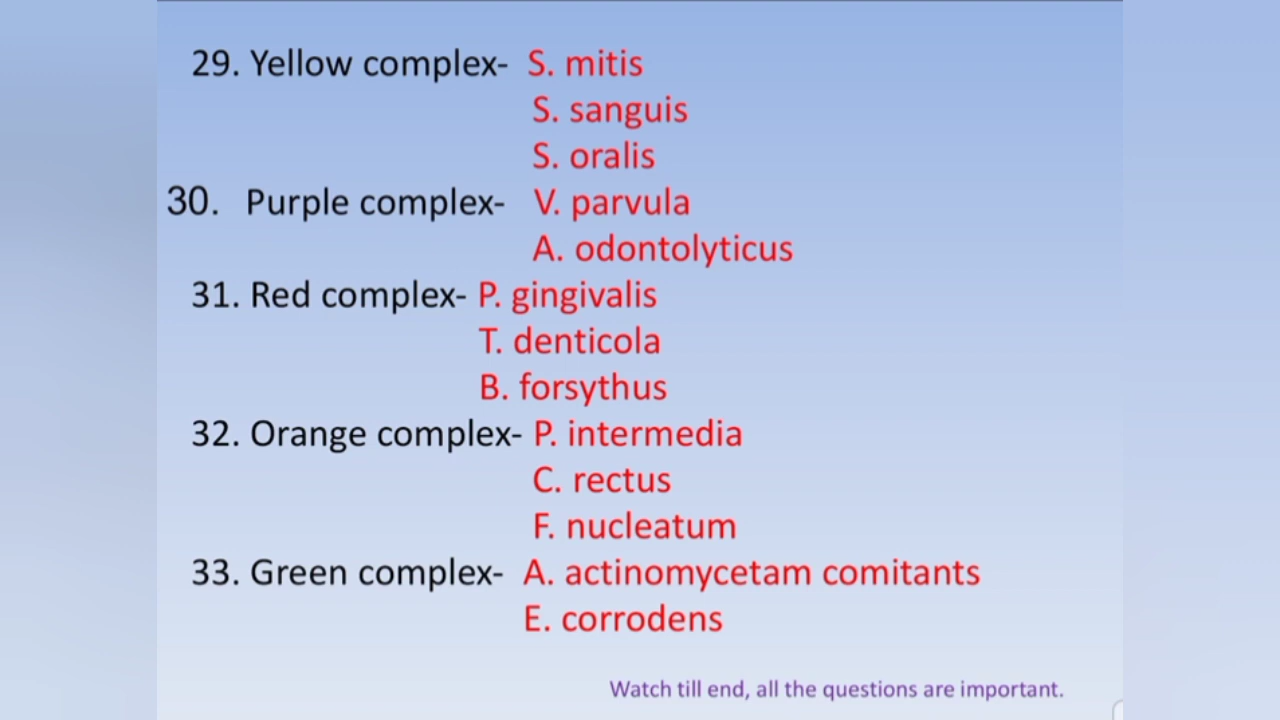 29. Yellow complex- S. mitis
S. sanguis
S. oralis
30. Purple complex- V. parvula
A. odontolyticus
31. Red complex- P. gingivalis
T. denticola
B. forsythus
32. Orange complex- P. intermedia
C. rectus
F. nucleatum
33. Green complex- A. actinomycetam comitants
E. corrodens
Watch till end, all the questions are important.